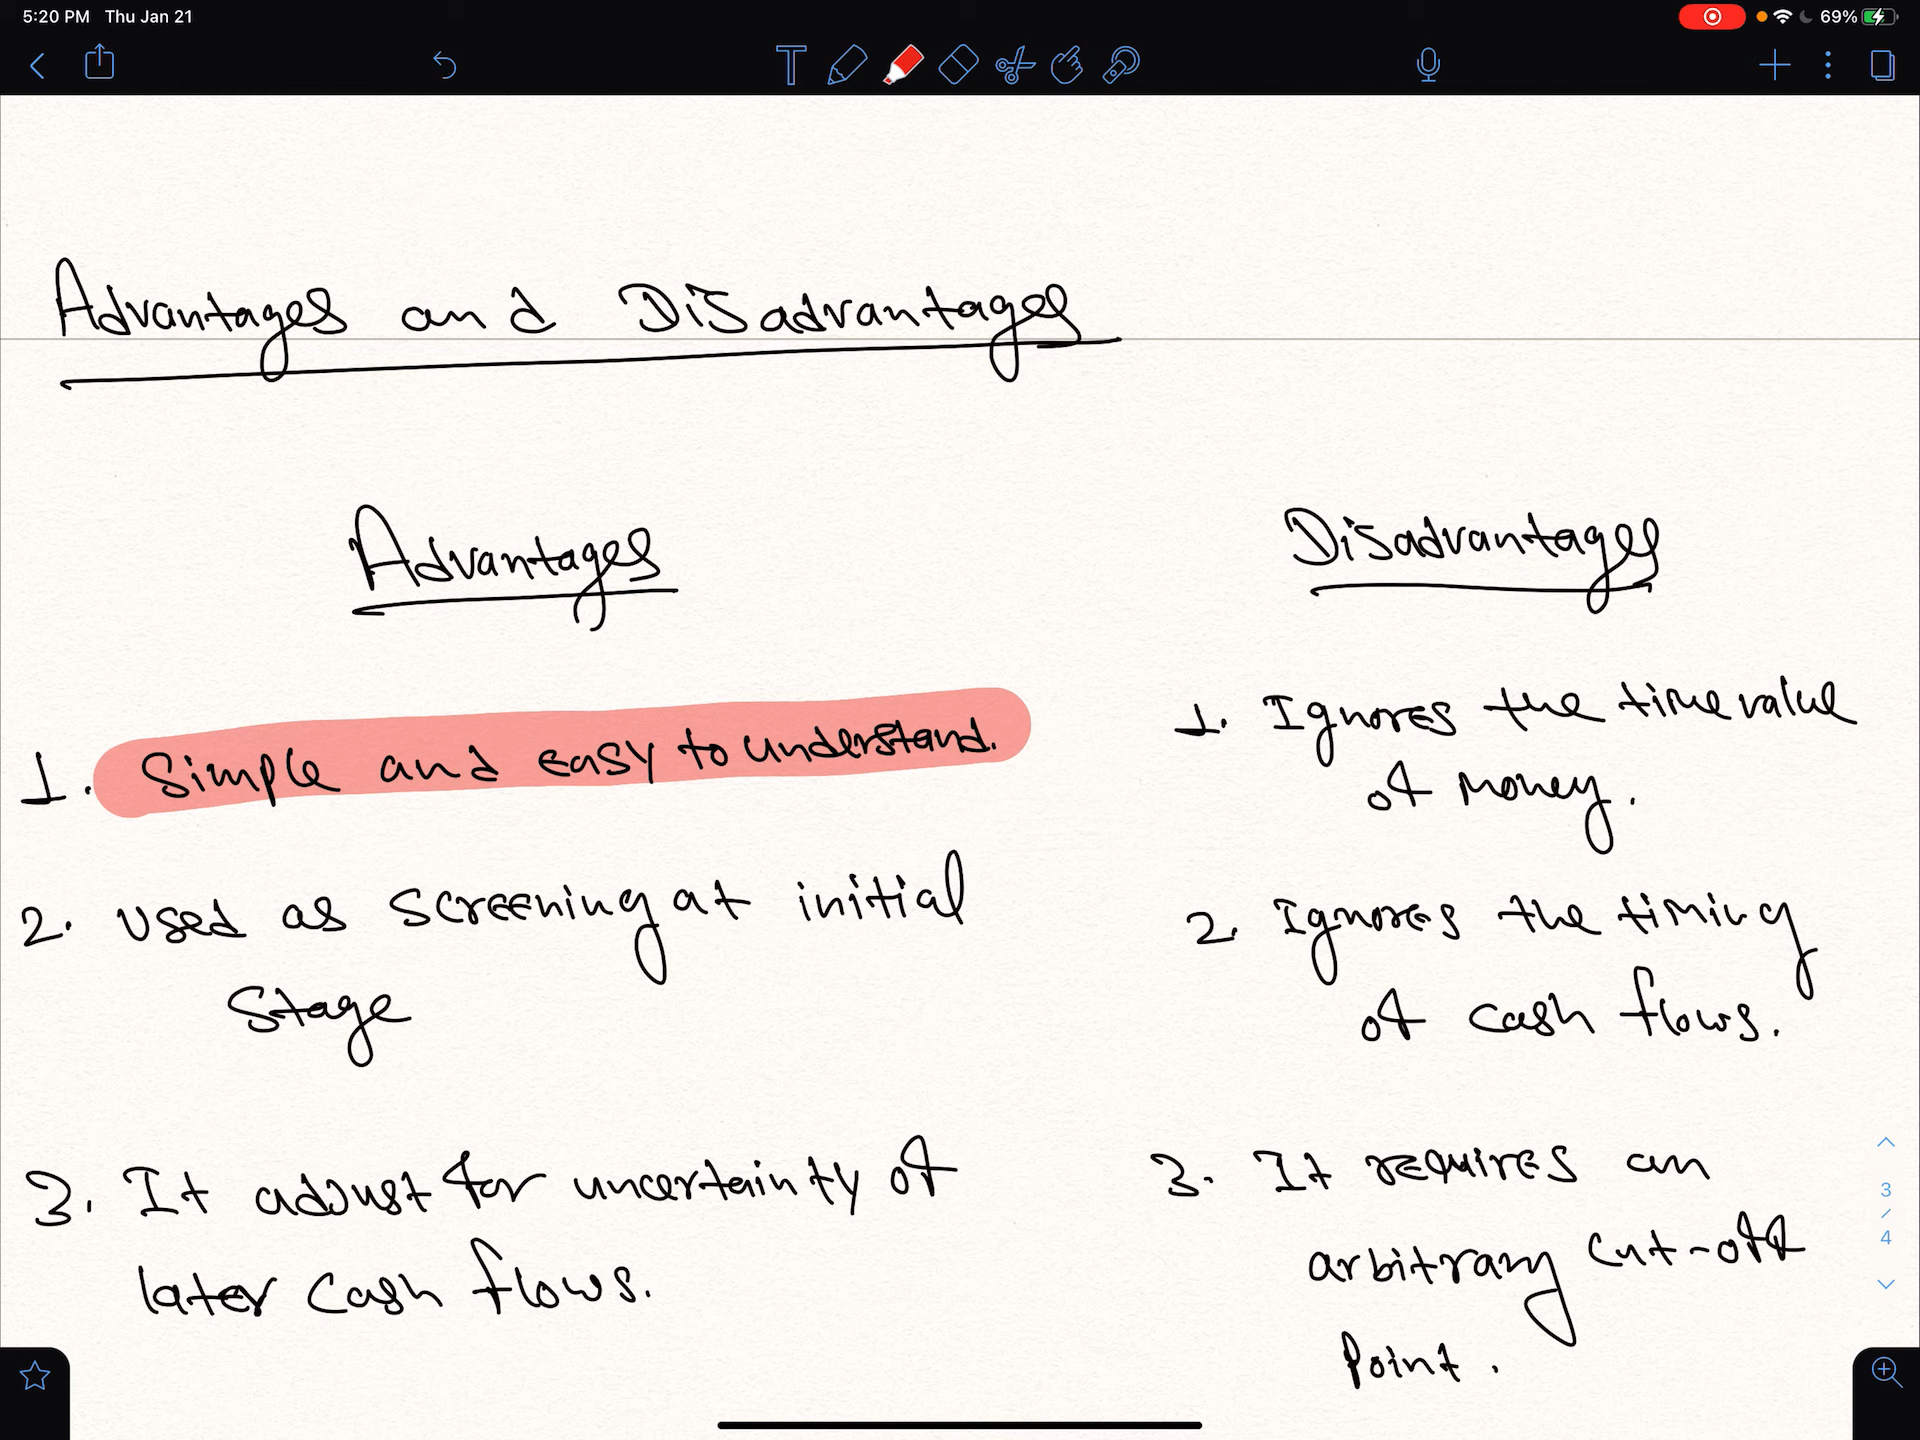 5:20 PM Thu Jan 21
69%
Advantages and Disadvantages
Advantages
1. Simple and easy to understand.
2. Used as screening at initial
stage
3. It adjust for uncertainty of
later cash flows.
Disadvantages
1. Ignores the time value
of money.
2. Ignores the timing
of cash flows.
3. It requires an
arbitrary cut-off
point.
3
/
4